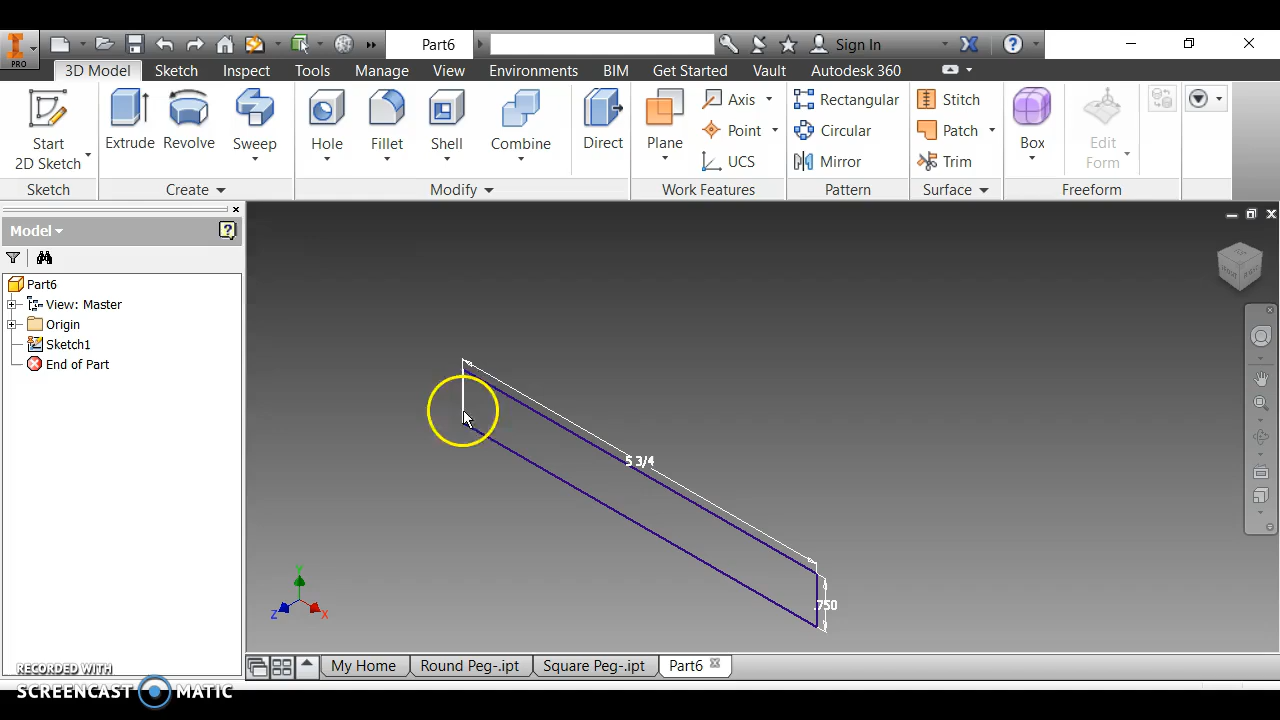 PRO
Part6
Sign In
3D Model Sketch Inspect Tools Manage View Environments BIM Get Started Vault Autodesk 360
Start 2D Sketch
Extrude Revolve Sweep
Hole Fillet Shell Combine Direct
Plane Axis Point UCS
Rectangular Circular Mirror
Stitch Patch Trim
Box Edit Form
Sketch Create Modify Work Features Pattern Surface Freeform
Model
Part6
View: Master
Origin
Sketch1
End of Part
5 3/4
.750
Y
Z X
My Home Round Peg-.ipt Square Peg-.ipt Part6
RECORDED WITH
SCREENCAST MATIC